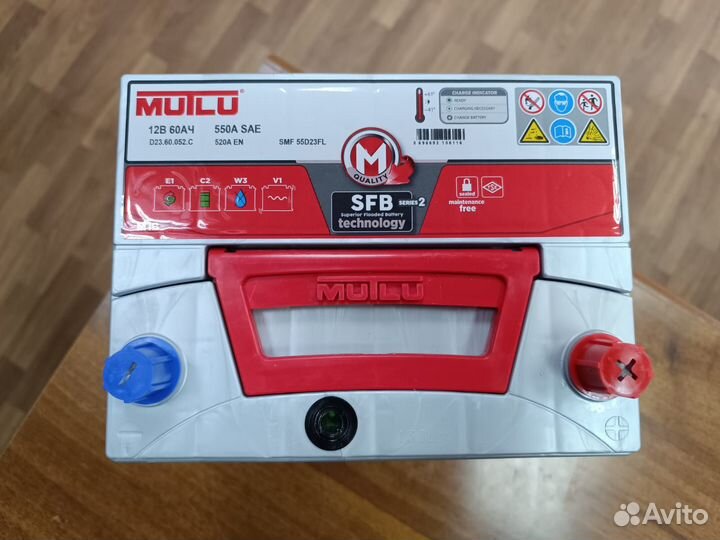 MUTLU
12В 60АЧ 550A SAE
D23.60.052.C 520A EN SMF 55D23FL
E1 C2 W3 V1
M
QUALITY
SFB SERIES 2
Superior Flooded Battery
technology
CHARGE INDICATOR
READY
CHARGING NECESSARY
CHANGE BATTERY
sealed TSE
maintenance
free
MUTLU
Avito